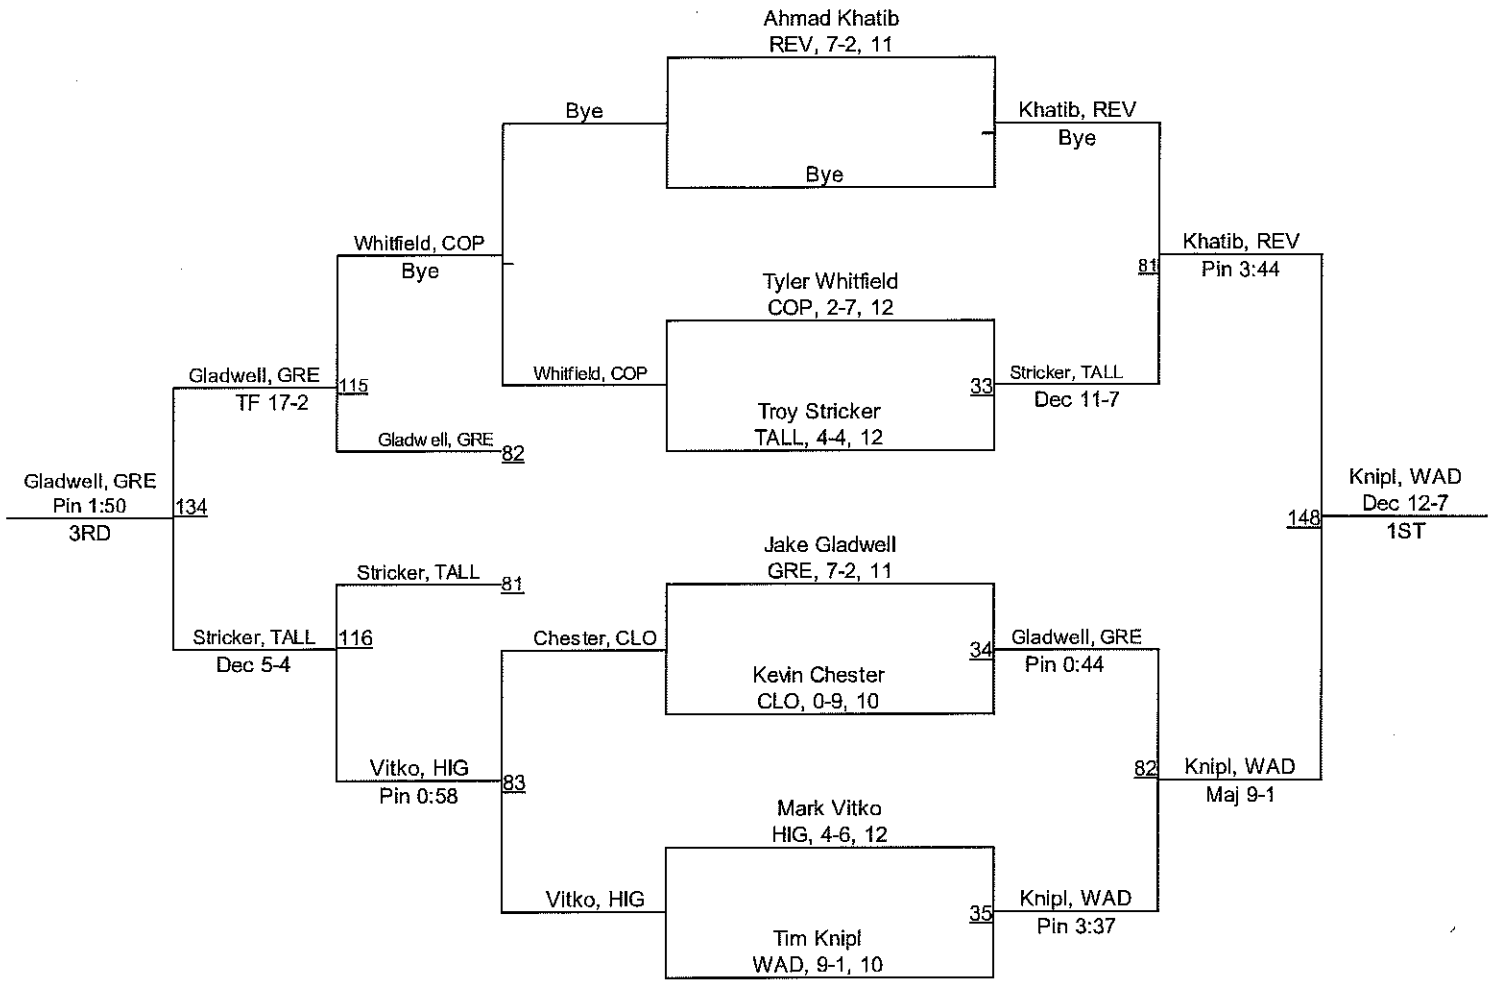 Ahmad Khatib
REV, 7-2, 11
Bye
Khatib, REV
Bye
Bye
Whitfield, COP
Bye
Khatib, REV
Pin 3:44
81
Tyler Whitfield
COP, 2-7, 12
Gladwell, GRE
TF 17-2
115
Whitfield, COP
33
Stricker, TALL
Dec 11-7
Troy Stricker
TALL, 4-4, 12
Gladwell, GRE
82
Gladwell, GRE
Pin 1:50
3RD
134
Knipl, WAD
Dec 12-7
1ST
148
Jake Gladwell
GRE, 7-2, 11
Stricker, TALL
81
Stricker, TALL
Dec 5-4
116
Chester, CLO
34
Gladwell, GRE
Pin 0:44
Kevin Chester
CLO, 0-9, 10
Vitko, HIG
Pin 0:58
83
82
Knipl, WAD
Maj 9-1
Mark Vitko
HIG, 4-6, 12
Vitko, HIG
35
Knipl, WAD
Pin 3:37
Tim Knipl
WAD, 9-1, 10